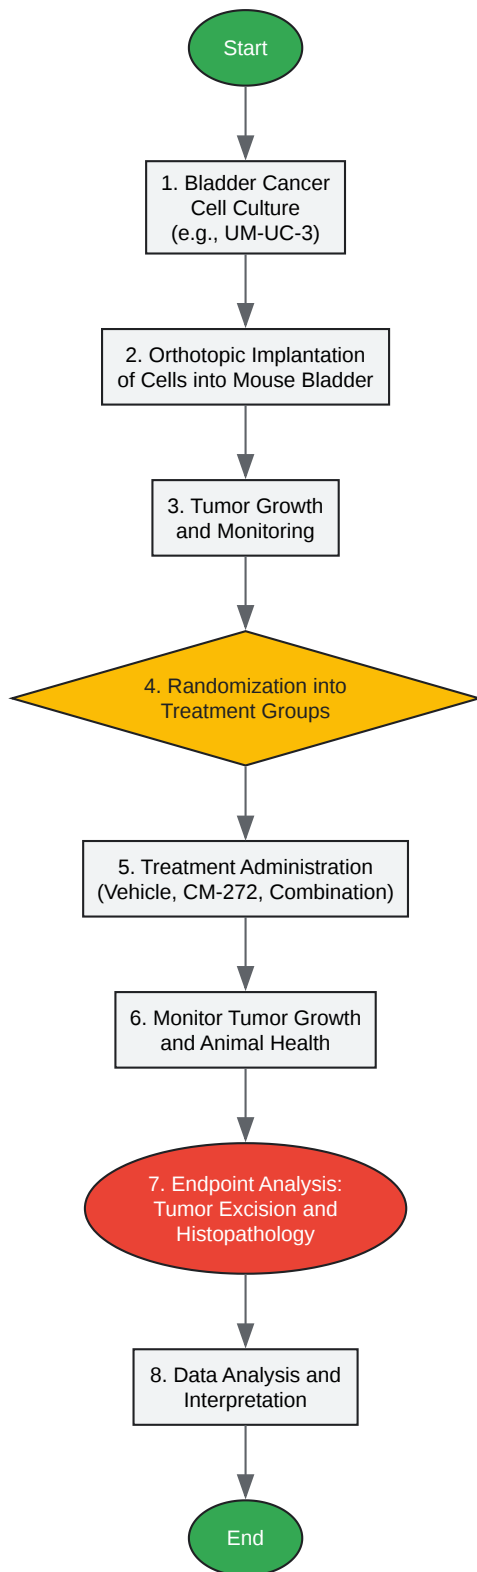 Start
1. Bladder Cancer
Cell Culture
(e.g., UM-UC-3)
2. Orthotopic Implantation
of Cells into Mouse Bladder
3. Tumor Growth
and Monitoring
4. Randomization into
Treatment Groups
5. Treatment Administration
(Vehicle, CM-272, Combination)
6. Monitor Tumor Growth
and Animal Health
7. Endpoint Analysis:
Tumor Excision and
Histopathology
8. Data Analysis and
Interpretation
End